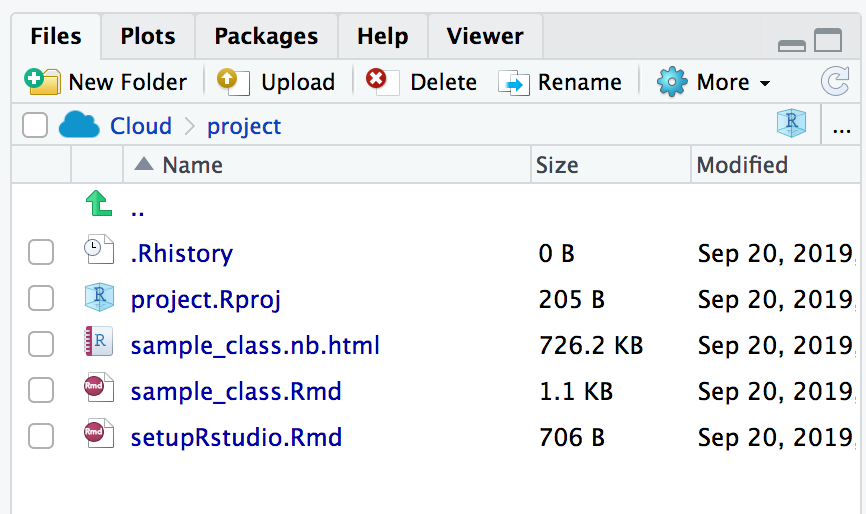 Files Plots Packages Help Viewer
New Folder Upload Delete Rename More
Cloud project R ...
Name Size Modified
..
.Rhistory 0 B Sep 20, 2019,
R project.Rproj 205 B Sep 20, 2019,
R sample_class.nb.html 726.2 KB Sep 20, 2019,
Rmd sample_class.Rmd 1.1 KB Sep 20, 2019,
Rmd setupRstudio.Rmd 706 B Sep 20, 2019,